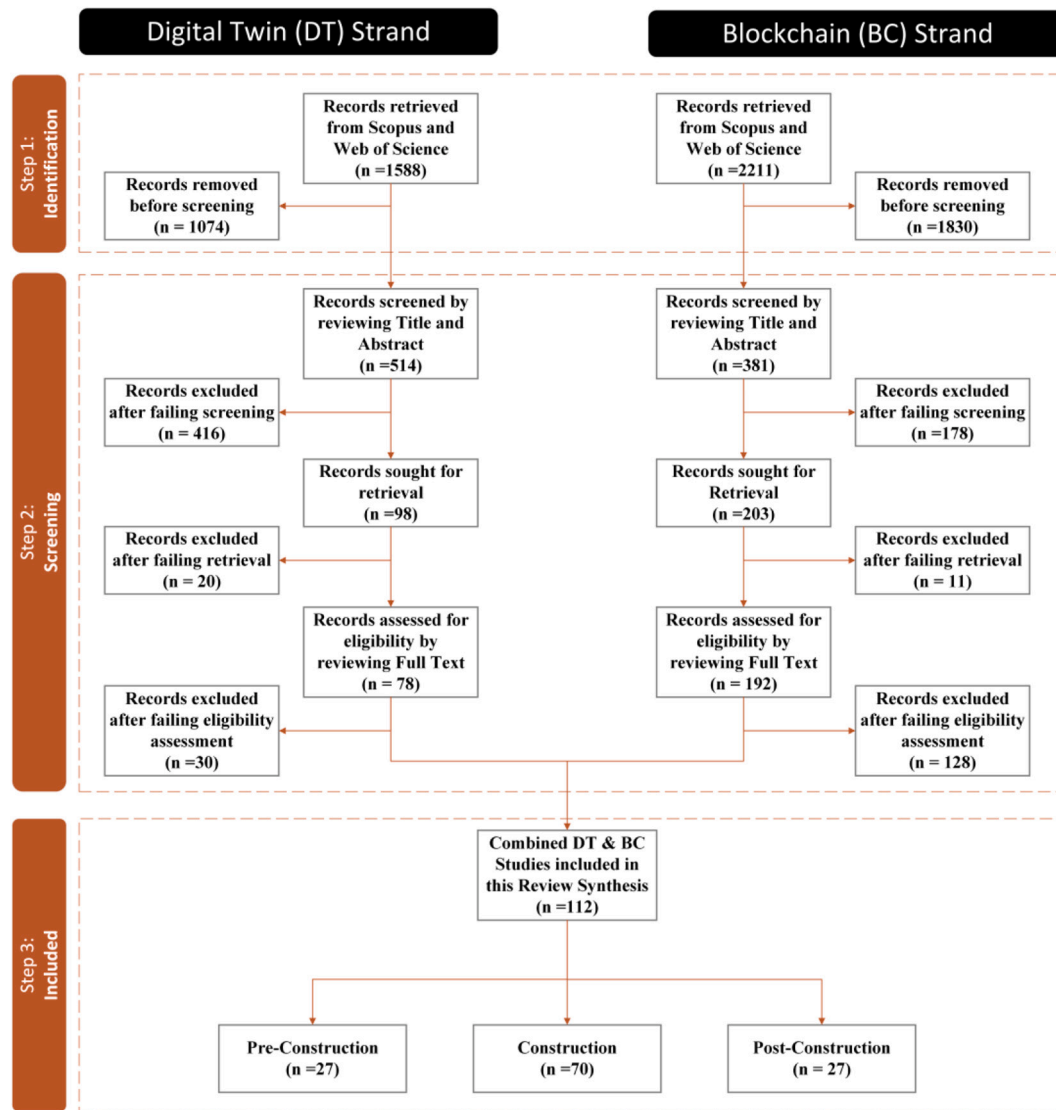 Digital Twin (DT) Strand
Blockchain (BC) Strand
Step 1:
Identification
Records retrieved
from Scopus and
Web of Science
(n =1588)
Records retrieved
from Scopus and
Web of Science
(n =2211)
Records removed
before screening
(n = 1074)
Records removed
before screening
(n =1830)
Step 2:
Screening
Records screened by
reviewing Title and
Abstract
(n =514)
Records screened by
reviewing Title and
Abstract
(n =381)
Records excluded
after failing screening
(n = 416)
Records excluded
after failing screening
(n =178)
Records sought for
retrieval
(n =98)
Records sought for
Retrieval
(n =203)
Records excluded
after failing retrieval
(n = 20)
Records excluded
after failing retrieval
(n = 11)
Records assessed for
eligibility by
reviewing Full Text
(n = 78)
Records assessed for
eligibility by
reviewing Full Text
(n = 192)
Records excluded
after failing eligibility
assessment
(n =30)
Records excluded
after failing eligibility
assessment
(n = 128)
Step 3:
Included
Combined DT & BC
Studies included in
this Review Synthesis
(n =112)
Pre-Construction
(n =27)
Construction
(n =70)
Post-Construction
(n = 27)